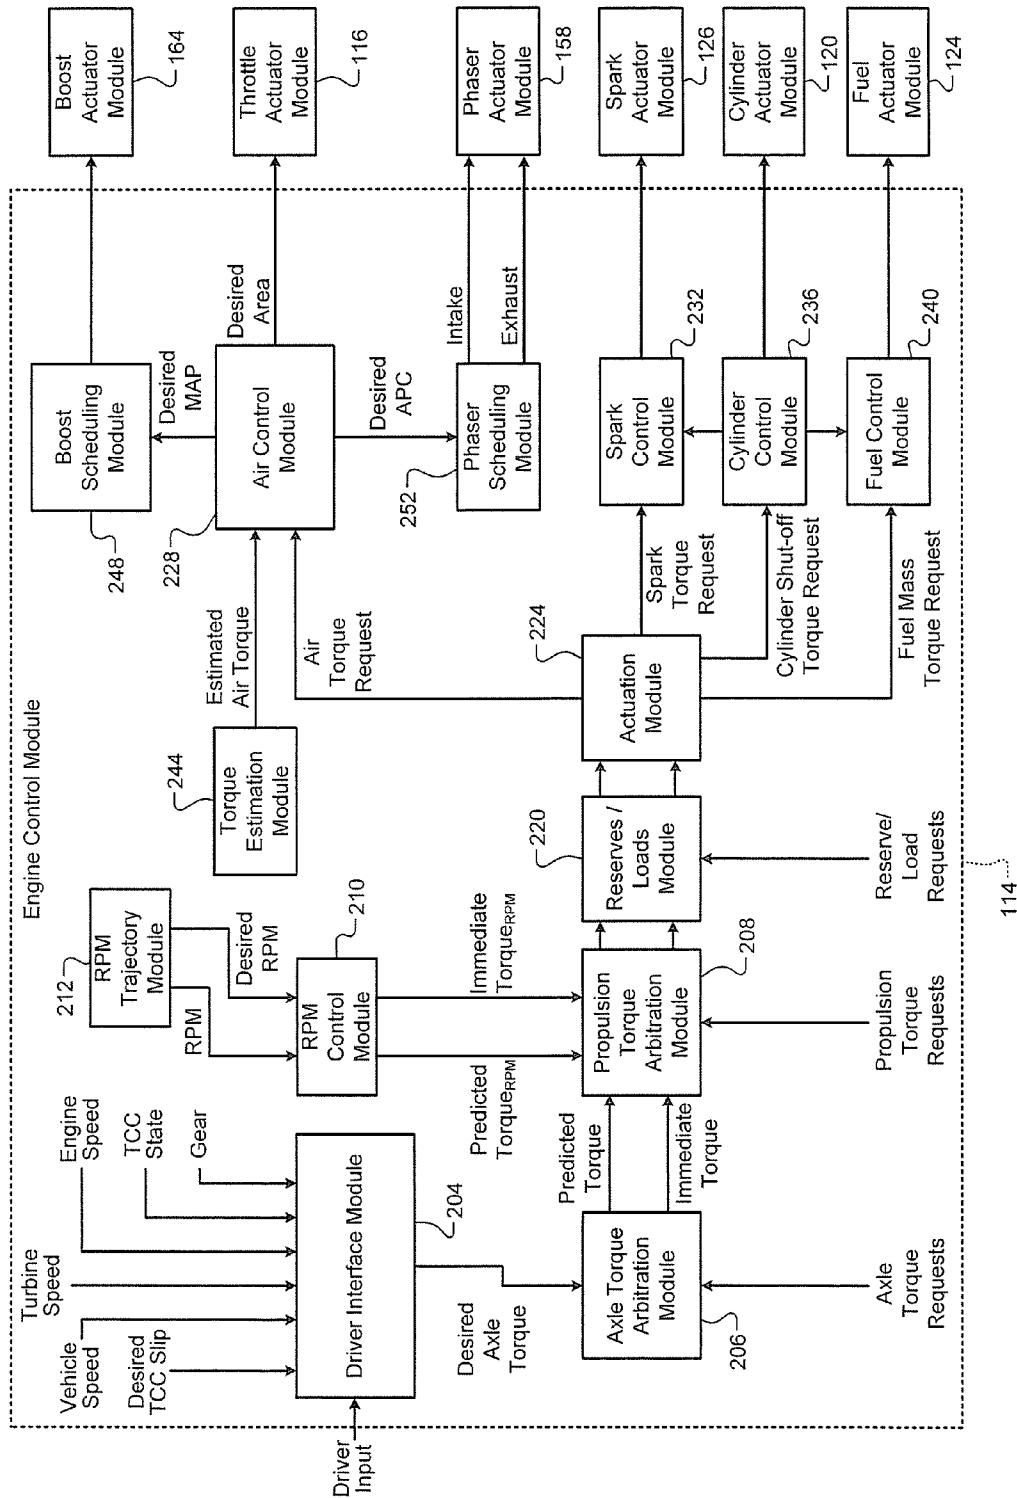 Engine Control Module
Driver
Input
Vehicle
Speed
Desired
TCC Slip
Turbine
Speed
Engine
Speed
TCC
State
Gear
Driver Interface Module
204
Desired
Axle
Torque
Axle Torque
Arbitration
Module
206
Axle
Torque
Requests
Predicted
Torque
Immediate
Torque
212
RPM
Trajectory
Module
RPM
Desired
RPM
RPM
Control
Module
210
Predicted
TorqueRPM
Immediate
TorqueRPM
Propulsion
Torque
Arbitration
Module
208
Propulsion
Torque
Requests
220
Reserves /
Loads
Module
Reserve/
Load
Requests
244
Torque
Estimation
Module
Estimated
Air Torque
Air
Torque
Request
224
Actuation
Module
Spark
Torque
Request
Cylinder Shut-off
Torque Request
Fuel Mass
Torque Request
248
Boost
Scheduling
Module
Desired
MAP
228
Air Control
Module
Desired
Area
Desired
APC
252
Phaser
Scheduling
Module
Intake
Exhaust
Spark
Control
Module
232
Cylinder
Control
Module
236
Fuel Control
Module
240
Boost
Actuator
Module
164
Throttle
Actuator
Module
116
Phaser
Actuator
Module
158
Spark
Actuator
Module
126
Cylinder
Actuator
Module
120
Fuel
Actuator
Module
124
114